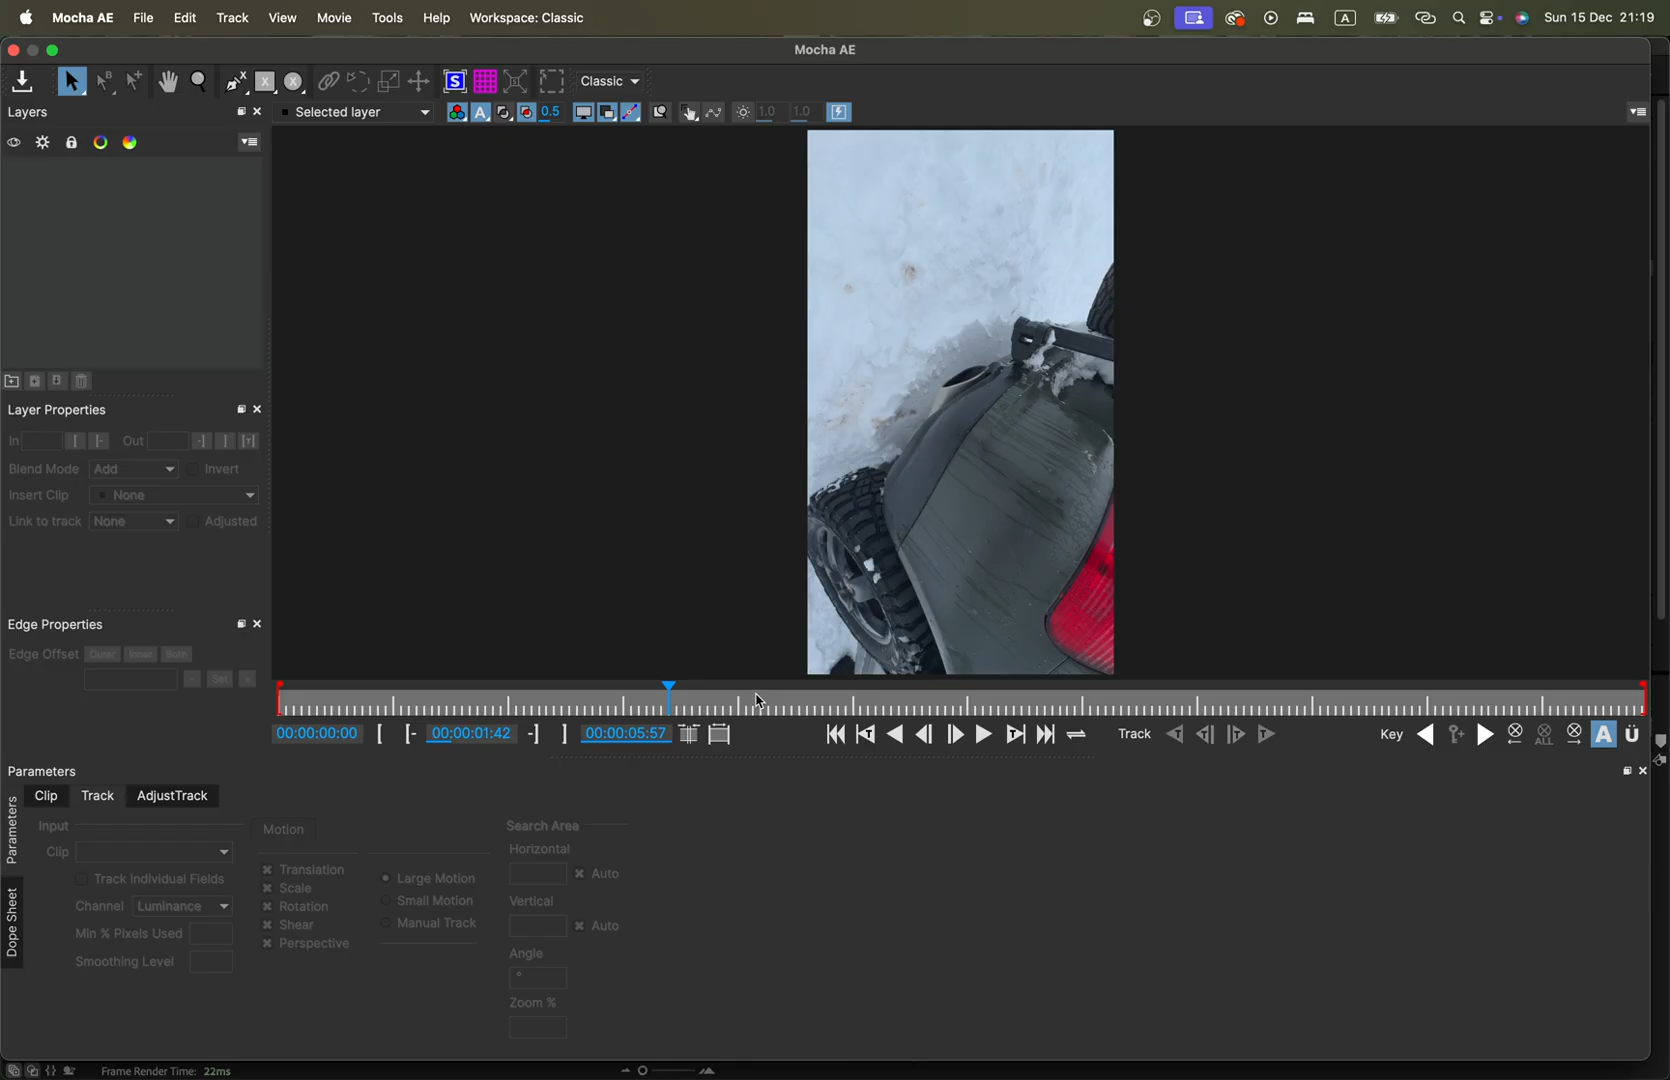 Mocha AE File Edit Track View Movie Tools Help Workspace: Classic A Sun 15 Dec 21:19
Mocha AE
S Classic
Layers
Selected layer A 0.5 1.0 1.0
Layer Properties
In Out
Blend Mode Add Invert
Insert Clip None
Link to track None Adjusted
Edge Properties
Edge Offset Outer Inner Both
Set
00:00:00:00 00:00:01:42 00:00:05:57 Track Key ALL A Ü
Parameters
Clip Track AdjustTrack
Parameters
Dope Sheet
Input
Clip
Track Individual Fields
Channel Luminance
Min % Pixels Used
Smoothing Level
Motion
Translation
Scale
Rotation
Shear
Perspective
Large Motion
Small Motion
Manual Track
Search Area
Horizontal
Auto
Vertical
Auto
Angle
°
Zoom %
Frame Render Time: 22ms